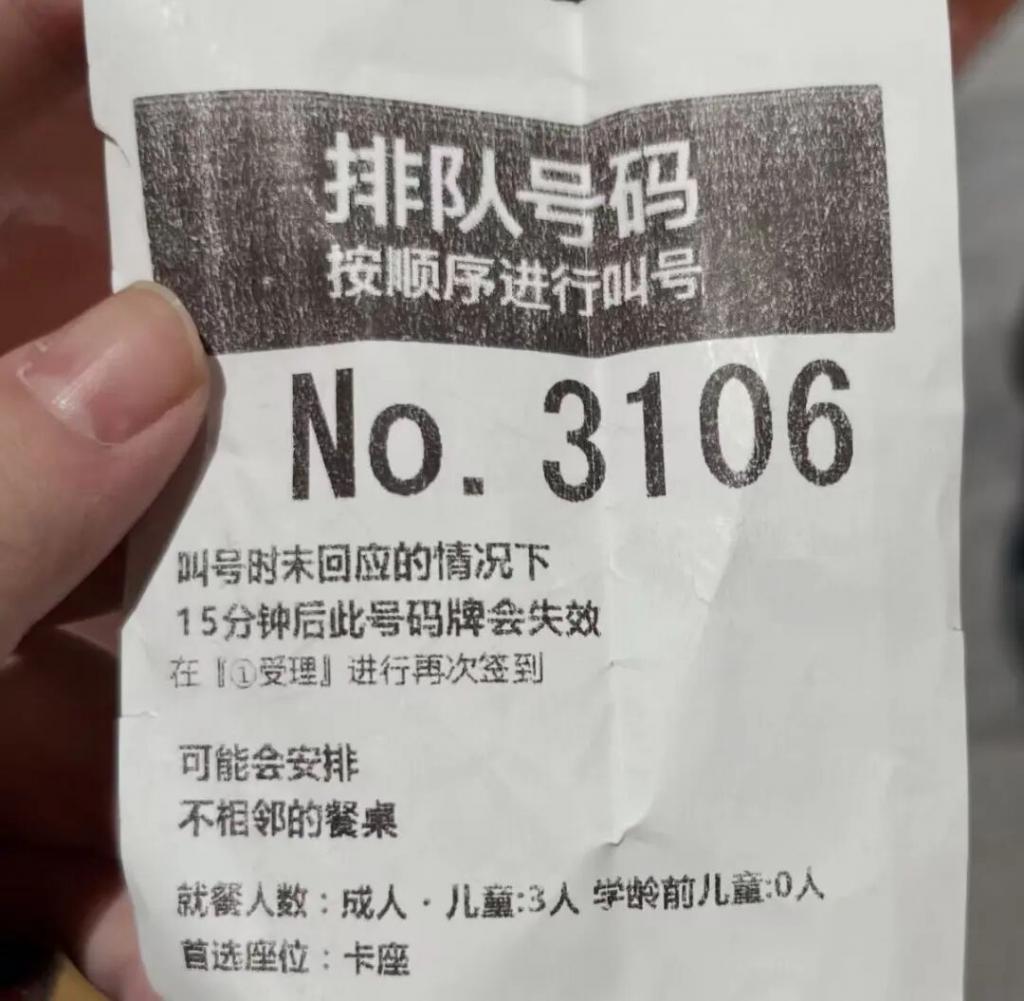 排队号码
按顺序进行叫号
No. 3106
叫号时未回应的情况下
15分钟后此号码牌会失效
在『①受理』进行再次签到
可能会安排
不相邻的餐桌
就餐人数：成人·儿童:3人 学龄前儿童:0人
首选座位：卡座